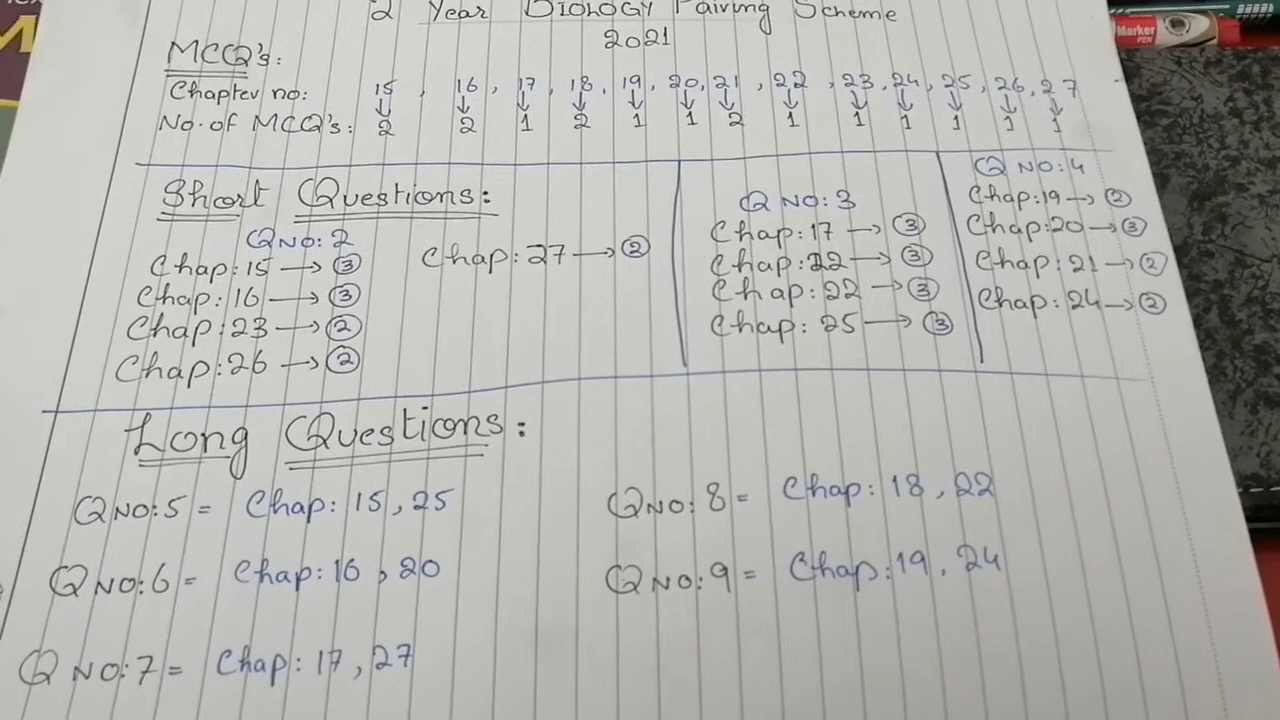 2 Year BIOLOGY Pairing Scheme
2021
MCQ's:
Chapter no: 15, 16, 17, 18, 19, 20, 21, 22, 23, 24, 25, 26, 27
↓ ↓ ↓ ↓ ↓ ↓ ↓ ↓ ↓ ↓ ↓ ↓ ↓
No. of MCQ's: 2 2 1 2 1 1 2 1 1 1 1 1 1
Short Questions:
Q NO: 2
Chap: 15 → 3
Chap: 16 → 3
Chap: 23 → 2
Chap: 26 → 2
Chap: 27 → 2
Q NO: 3
Chap: 17 → 3
Chap: 22 → 3
Chap: 22 → 3
Chap: 25 → 3
Q NO: 4
Chap: 19 → 2
Chap: 20 → 3
Chap: 21 → 2
Chap: 24 → 2
Long Questions:
Q NO: 5 = Chap: 15, 25
Q NO: 6 = Chap: 16, 20
Q NO: 7 = Chap: 17, 27
Q NO: 8 = Chap: 18, 22
Q NO: 9 = Chap: 19, 24
Marker
PEN